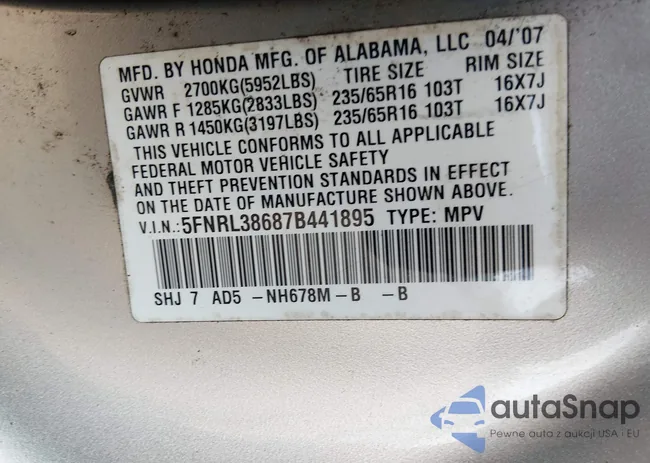 MFD. BY HONDA MFG. OF ALABAMA, LLC 04/'07
GVWR 2700KG(5952LBS) TIRE SIZE RIM SIZE
GAWR F 1285KG(2833LBS) 235/65R16 103T 16X7J
GAWR R 1450KG(3197LBS) 235/65R16 103T 16X7J
THIS VEHICLE CONFORMS TO ALL APPLICABLE
FEDERAL MOTOR VEHICLE SAFETY
AND THEFT PREVENTION STANDARDS IN EFFECT
ON THE DATE OF MANUFACTURE SHOWN ABOVE.
V.I.N.:5FNRL38687B441895 TYPE: MPV
SHJ 7 AD5 -NH678M-B -B
autaSnap
Pewne auta z aukcji USA - EU